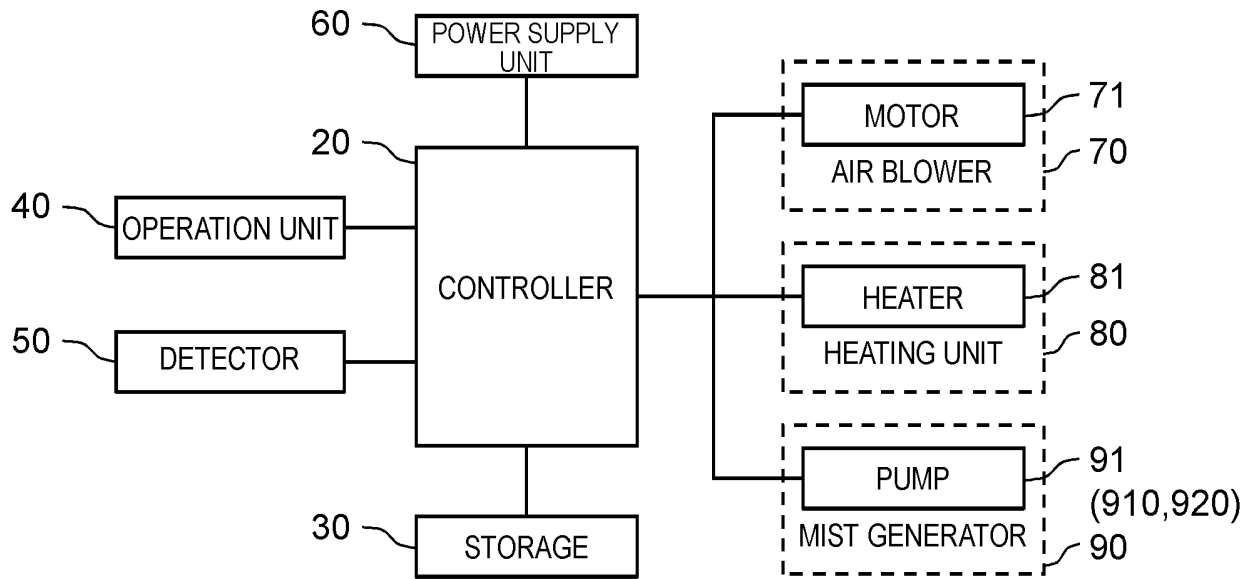 60
POWER SUPPLY
UNIT
20
CONTROLLER
40
OPERATION UNIT
50
DETECTOR
30
STORAGE
MOTOR
71
AIR BLOWER
70
HEATER
81
HEATING UNIT
80
PUMP
91
(910,920)
MIST GENERATOR
90